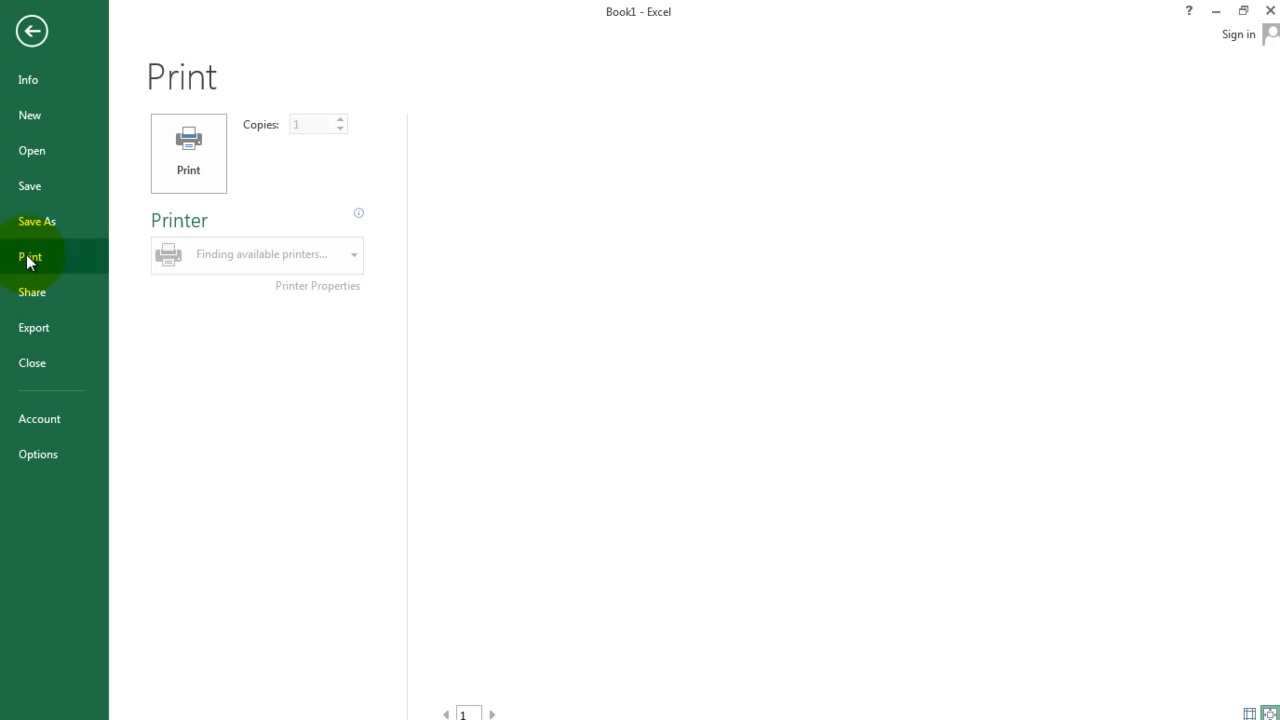 Book1 - Excel
?
Sign in
Info
New
Open
Save
Save As
Print
Share
Export
Close
Account
Options
Print
Print
Copies:
1
Printer
Finding available printers...
Printer Properties
1